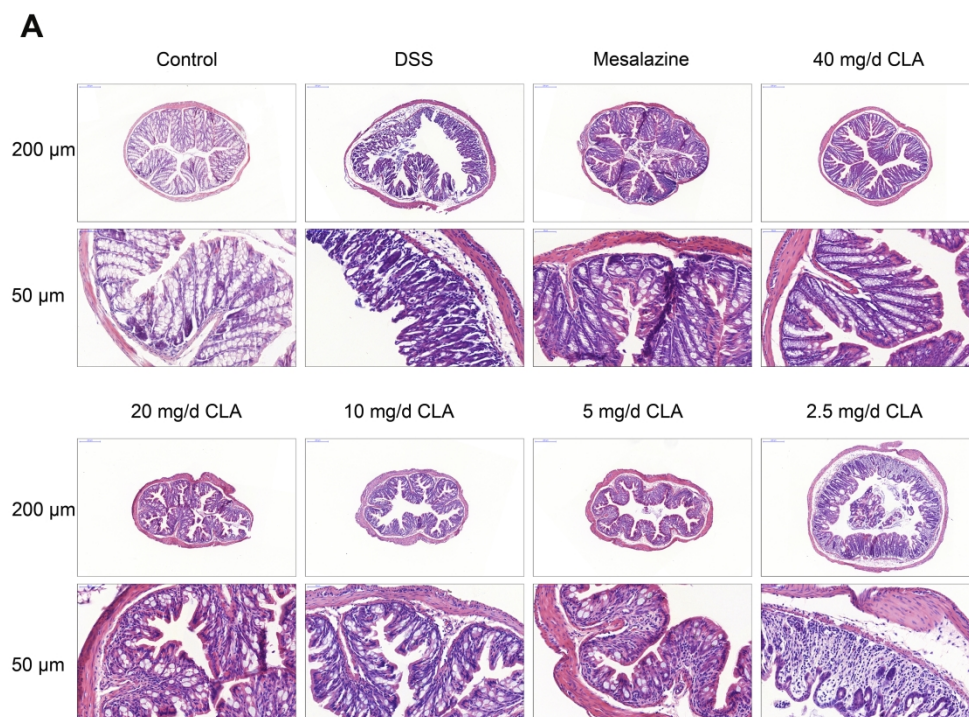 A
Control DSS Mesalazine 40 mg/d CLA
200 µm
50 µm
20 mg/d CLA 10 mg/d CLA 5 mg/d CLA 2.5 mg/d CLA
200 µm
50 µm